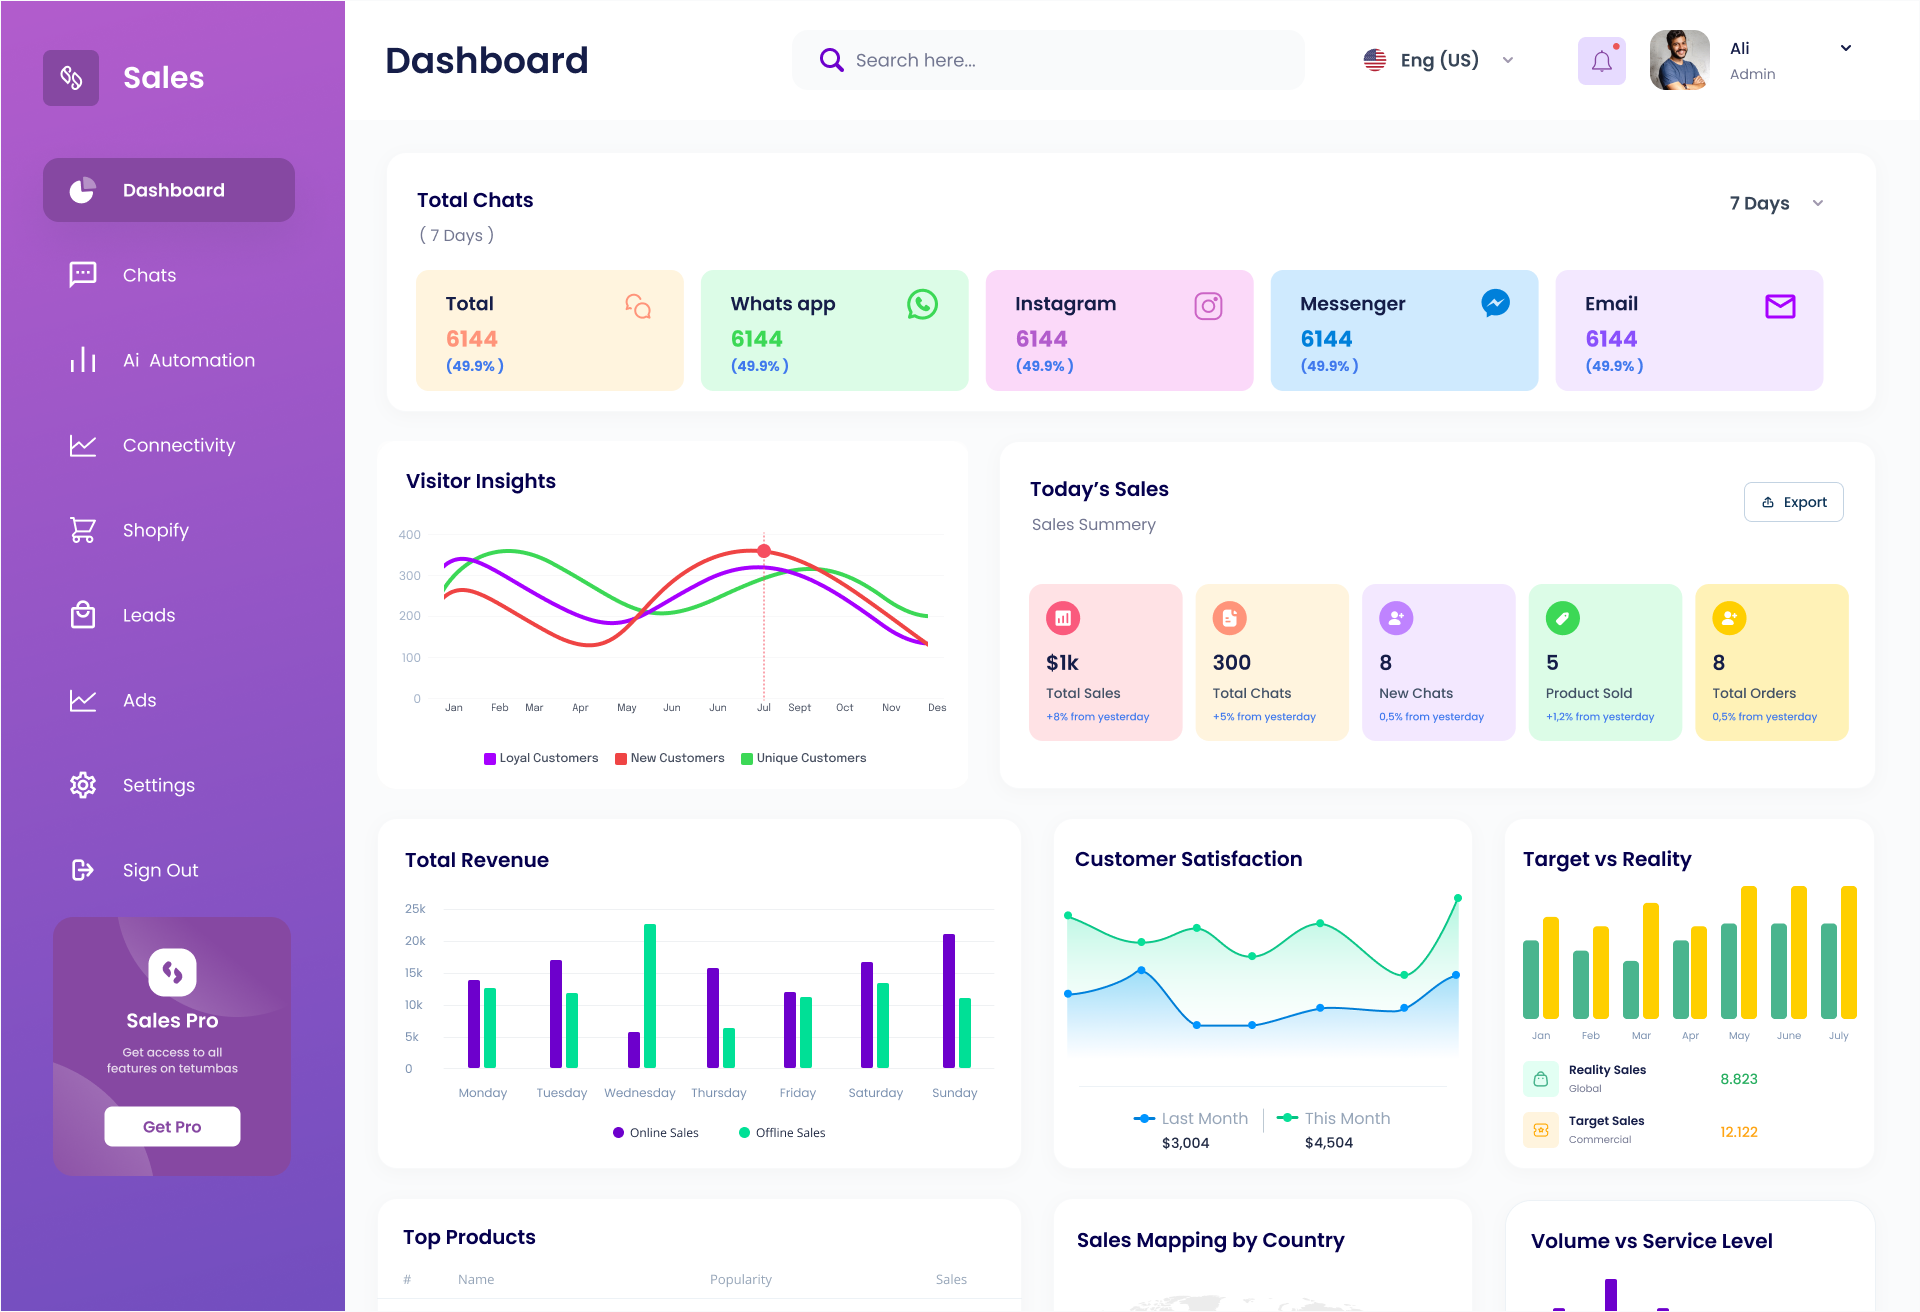 Sales
Dashboard
Chats
Ai Automation
Connectivity
Shopify
Leads
Ads
Settings
Sign Out
Sales Pro
Get access to all
features on tetumbas
Get Pro
Dashboard
Search here...
Eng (US)
Ali
Admin
Total Chats
( 7 Days )
7 Days
Total
6144
(49.9% )
Whats app
6144
(49.9% )
Instagram
6144
(49.9% )
Messenger
6144
(49.9% )
Email
6144
(49.9% )
Visitor Insights
400
300
200
100
0
Jan Feb Mar Apr May Jun Jun Jul Sept Oct Nov Des
Loyal Customers New Customers Unique Customers
Today’s Sales
Sales Summery
Export
$1k
Total Sales
+8% from yesterday
300
Total Chats
+5% from yesterday
8
New Chats
0,5% from yesterday
5
Product Sold
+1,2% from yesterday
8
Total Orders
0,5% from yesterday
Total Revenue
25k
20k
15k
10k
5k
0
Monday Tuesday Wednesday Thursday Friday Saturday Sunday
Online Sales Offline Sales
Customer Satisfaction
Last Month
$3,004
This Month
$4,504
Target vs Reality
Jan Feb Mar Apr May June July
Reality Sales
Global
8.823
Target Sales
Commercial
12.122
Top Products
# Name Popularity Sales
Sales Mapping by Country
Volume vs Service Level